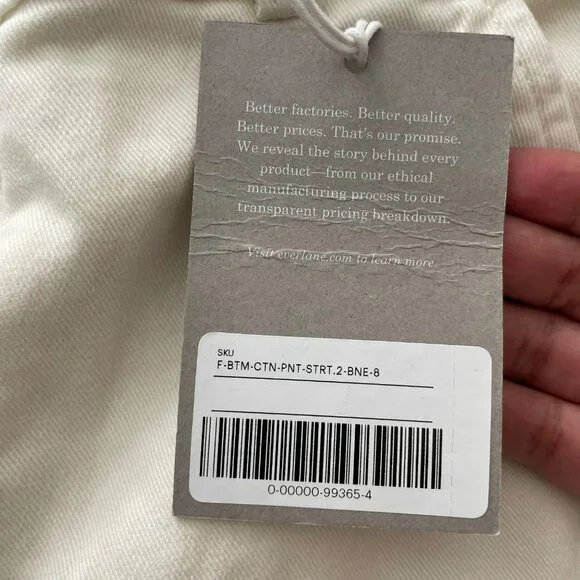 Better factories. Better quality.
Better prices. That's our promise.
We reveal the story behind every
product—from our ethical
manufacturing process to our
transparent pricing breakdown.
Visit everlane.com to learn more
SKU
F-BTM-CTN-PNT-STRT.2-BNE-8
0-00000-99365-4